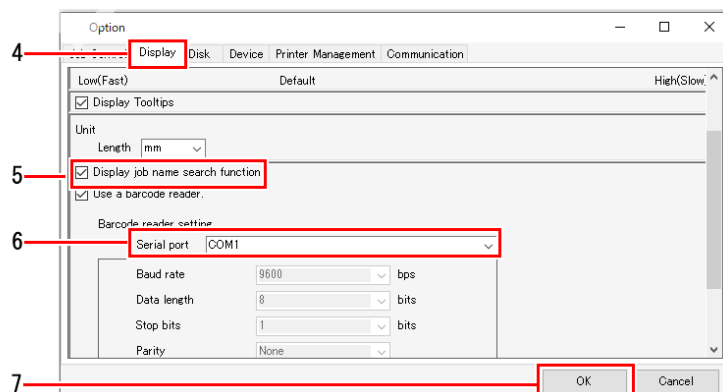 Option
4
Job Control Display Disk Device Printer Management Communication
Low(Fast) Default High(Slow)
Display Tooltips
Unit
Length mm
5
Display job name search function
Use a barcode reader.
Barcode reader setting
6
Serial port COM1
Baud rate 9600 bps
Data length 8 bits
Stop bits 1 bits
Parity None
7
OK Cancel